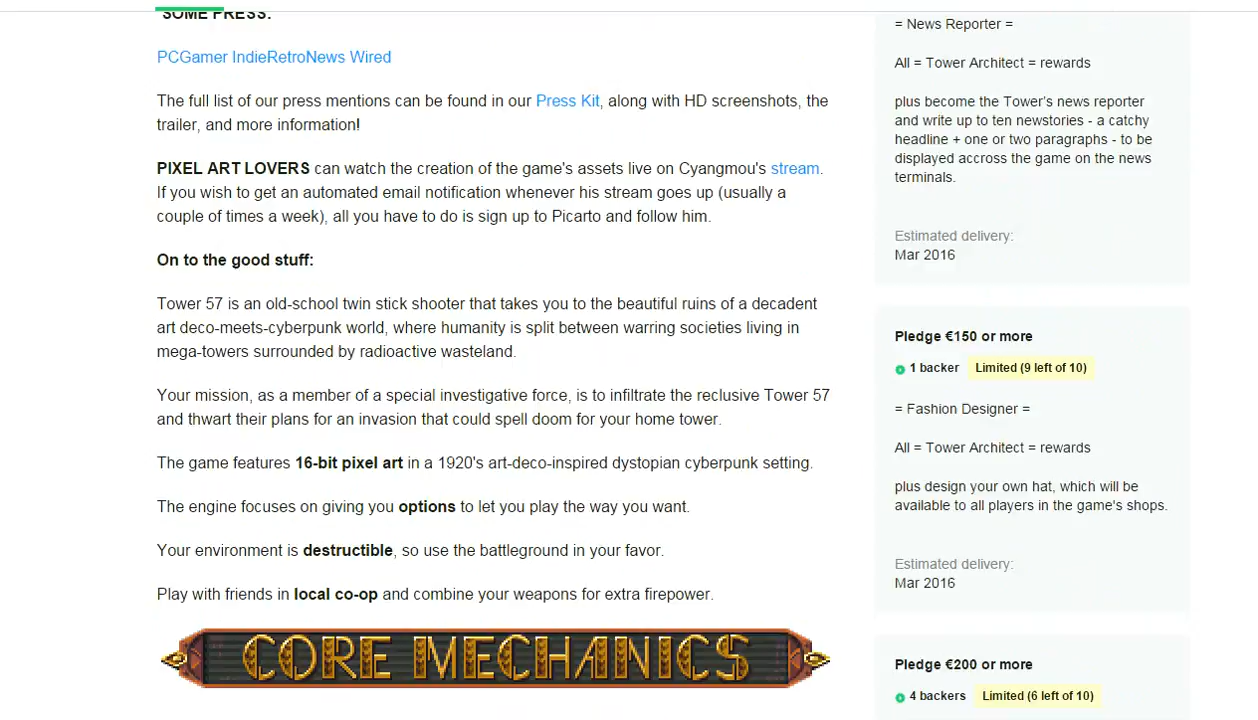 SOME PRESS:
PCGamer IndieRetroNews Wired
The full list of our press mentions can be found in our Press Kit, along with HD screenshots, the
trailer, and more information!
PIXEL ART LOVERS can watch the creation of the game's assets live on Cyangmou's stream.
If you wish to get an automated email notification whenever his stream goes up (usually a
couple of times a week), all you have to do is sign up to Picarto and follow him.
On to the good stuff:
Tower 57 is an old-school twin stick shooter that takes you to the beautiful ruins of a decadent
art deco-meets-cyberpunk world, where humanity is split between warring societies living in
mega-towers surrounded by radioactive wasteland.
Your mission, as a member of a special investigative force, is to infiltrate the reclusive Tower 57
and thwart their plans for an invasion that could spell doom for your home tower.
The game features 16-bit pixel art in a 1920's art-deco-inspired dystopian cyberpunk setting.
The engine focuses on giving you options to let you play the way you want.
Your environment is destructible, so use the battleground in your favor.
Play with friends in local co-op and combine your weapons for extra firepower.
CORE MECHANICS
= News Reporter =
All = Tower Architect = rewards
plus become the Tower's news reporter
and write up to ten newstories - a catchy
headline + one or two paragraphs - to be
displayed accross the game on the news
terminals.
Estimated delivery:
Mar 2016
Pledge €150 or more
1 backer Limited (9 left of 10)
= Fashion Designer =
All = Tower Architect = rewards
plus design your own hat, which will be
available to all players in the game's shops.
Estimated delivery:
Mar 2016
Pledge €200 or more
4 backers Limited (6 left of 10)